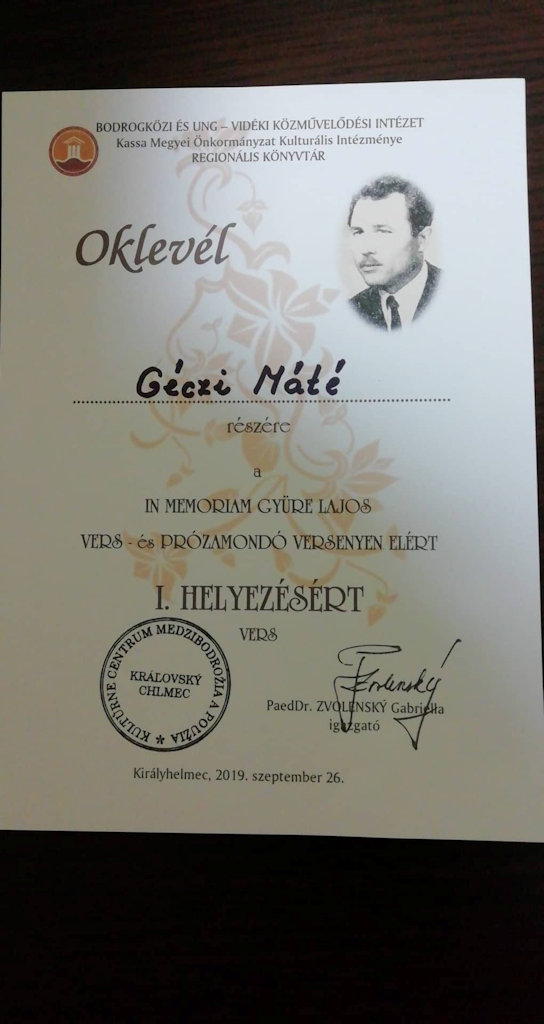 BODROGKÖZI ÉS UNG – VIDÉKI KÖZMŰVELŐDÉSI INTÉZET
Kassa Megyei Önkormányzat Kulturális Intézménye
REGIONÁLIS KÖNYVTÁR
Oklevél
Géczi Máté
részére
a
IN MEMORIAM GYÜRE LAJOS
VERS - és PRÓZAMONDÓ VERSENYEN ELÉRT
I. HELYEZÉSÉRT
VERS
KULTÚRNE CENTRUM MEDZIBODROŽIA A POUŽIA
KRÁĽOVSKÝ
CHLMEC
Zvolenský
PaedDr. ZVOLENSKÝ Gabriella
igazgató
Királyhelmec, 2019. szeptember 26.